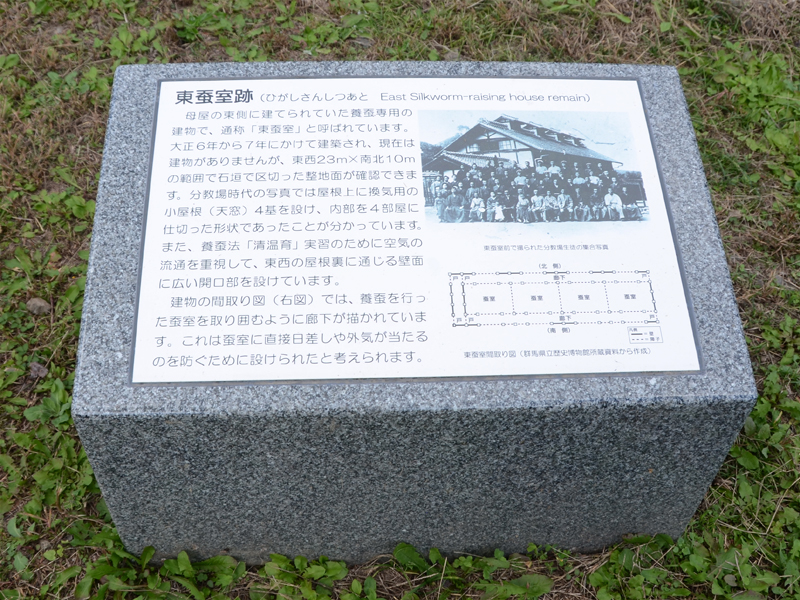 東蚕室跡(ひがしさんしつあと　East Silkworm-raising house remain)
　母屋の東側に建てられていた養蚕専用の
建物で、通称「東蚕室」と呼ばれています。
大正6年から7年にかけて建築され、現在は
建物がありませんが、東西23m×南北10m
の範囲で石垣で区切った整地面が確認できま
す。分教場時代の写真では屋根上に換気用の
小屋根(天窓)4基を設け、内部を4部屋に
仕切った形状であったことが分かっています。
また、養蚕法「清温育」実習のために空気の
流通を重視して、東西の屋根裏に通じる壁面
に広い開口部を設けています。
　建物の間取り図(右図)では、養蚕を行っ
た蚕室を取り囲むように廊下が描かれていま
す。これは蚕室に直接日差しや外気が当たる
のを防ぐために設けられたと考えられます。
東蚕室前で撮られた分教場生徒の集合写真
(北側)
戸 廊下 戸
蚕室 蚕室 蚕室 蚕室
戸 廊下 戸
(南側)
凡例
東蚕室間取り図(群馬県立歴史博物館所蔵資料から作成)